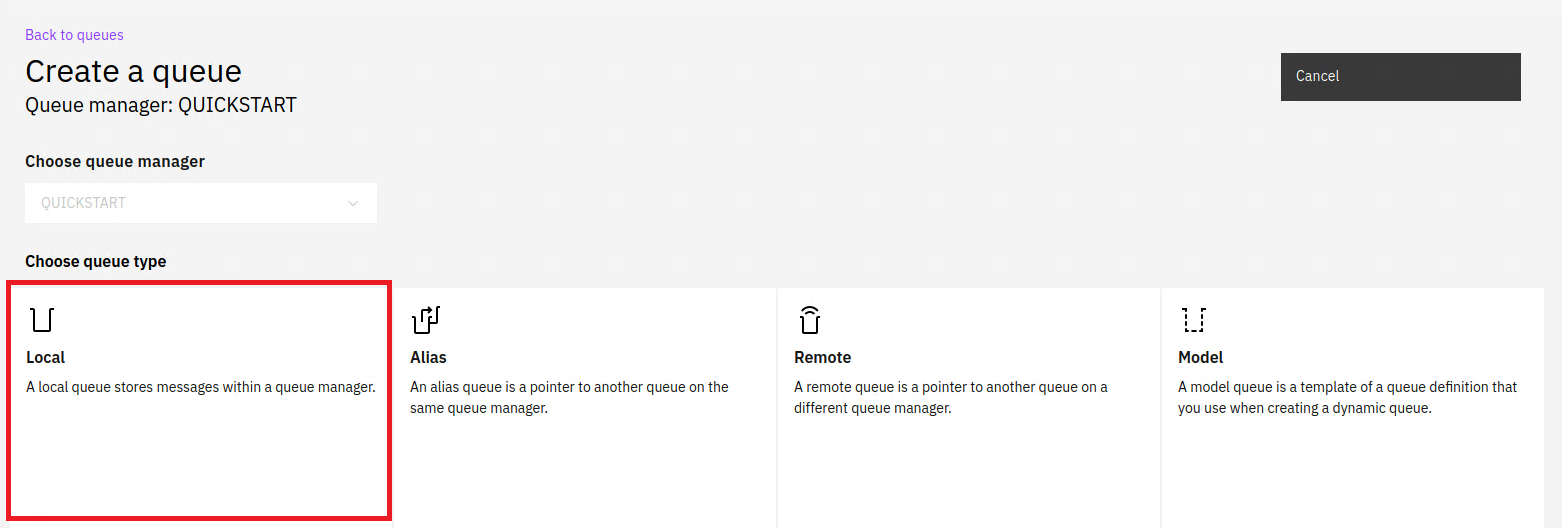 Back to queues
Create a queue
Cancel
Queue manager: QUICKSTART
Choose queue manager
QUICKSTART
Choose queue type
Local
A local queue stores messages within a queue manager.
Alias
An alias queue is a pointer to another queue on the
same queue manager.
Remote
A remote queue is a pointer to another queue on a
different queue manager.
Model
A model queue is a template of a queue definition that
you use when creating a dynamic queue.